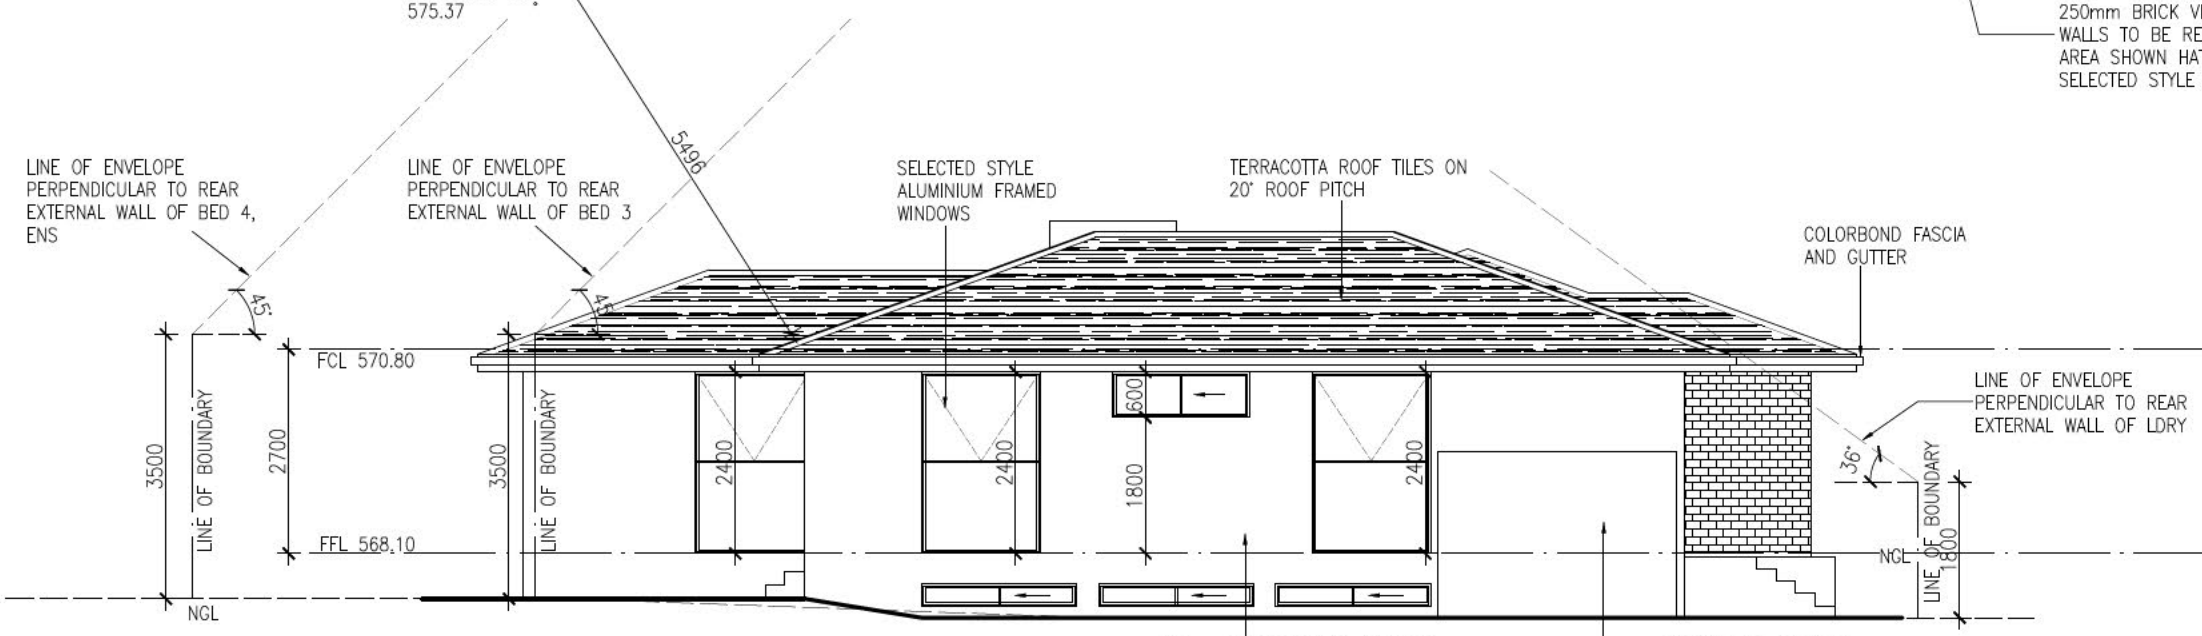 575.37
250mm BRICK
WALLS TO BE
AREA SHOWN
SELECTED STYLE
5496
LINE OF ENVELOPE
PERPENDICULAR TO REAR
EXTERNAL WALL OF BED 4,
ENS
LINE OF ENVELOPE
PERPENDICULAR TO REAR
EXTERNAL WALL OF BED 3
SELECTED STYLE
ALUMINIUM FRAMED
WINDOWS
TERRACOTTA ROOF TILES ON
20° ROOF PITCH
COLORBOND FASCIA
AND GUTTER
45°
45°
FCL 570.80
LINE OF ENVELOPE
PERPENDICULAR TO REAR
EXTERNAL WALL OF LDRY
3500
LINE OF BOUNDARY
2700
3500
LINE OF BOUNDARY
2400
2400
600
1800
2400
36°
LINE OF BOUNDARY
1800
FFL 568.10
NGL
NGL